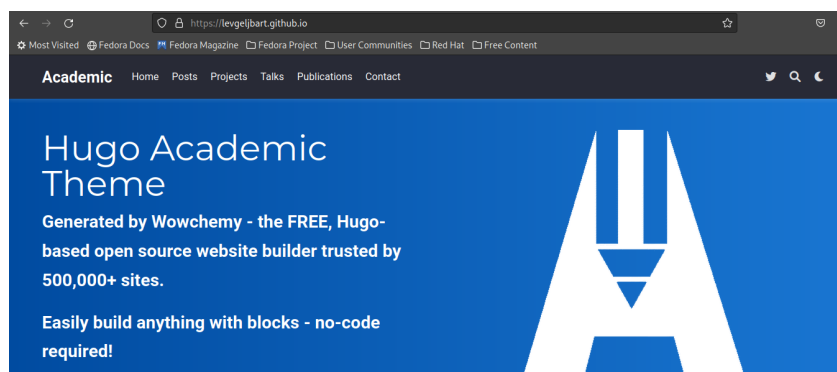 https://levgeljbart.github.io
Most Visited Fedora Docs Fedora Magazine Fedora Project User Communities Red Hat Free Content
Academic Home Posts Projects Talks Publications Contact
Hugo Academic
Theme
Generated by Wowchemy - the FREE, Hugo-
based open source website builder trusted by
500,000+ sites.
Easily build anything with blocks - no-code
required!